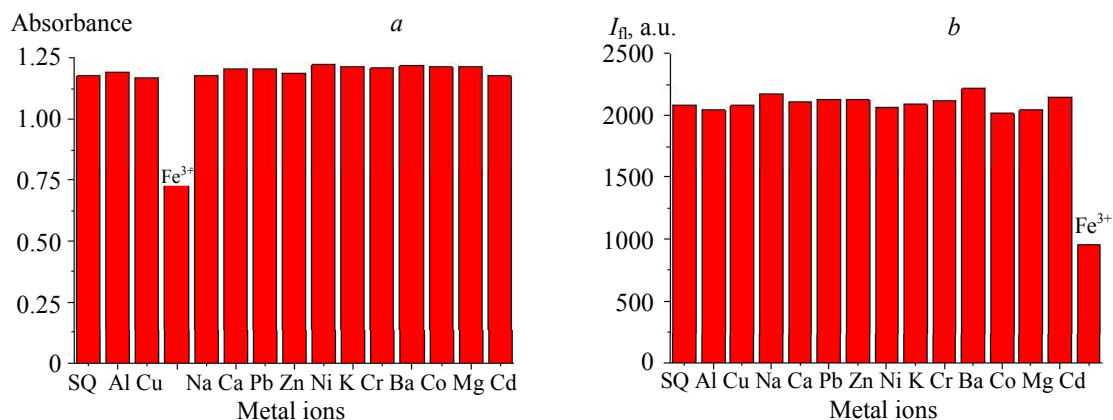 Absorbance
a
1.25
1.00
0.75
0.50
0.25
0
Fe³⁺
SQ Al Cu Na Ca Pb Zn Ni K Cr Ba Co Mg Cd
Metal ions
I_fl, a.u.
b
2500
2000
1500
1000
500
0
Fe³⁺
SQ Al Cu Na Ca Pb Zn Ni K Cr Ba Co Mg Cd
Metal ions